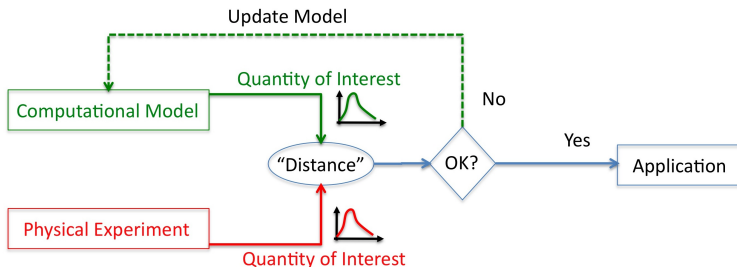 Update Model
Quantity of Interest
Computational Model
No
Yes
“Distance”
OK?
Application
Physical Experiment
Quantity of Interest